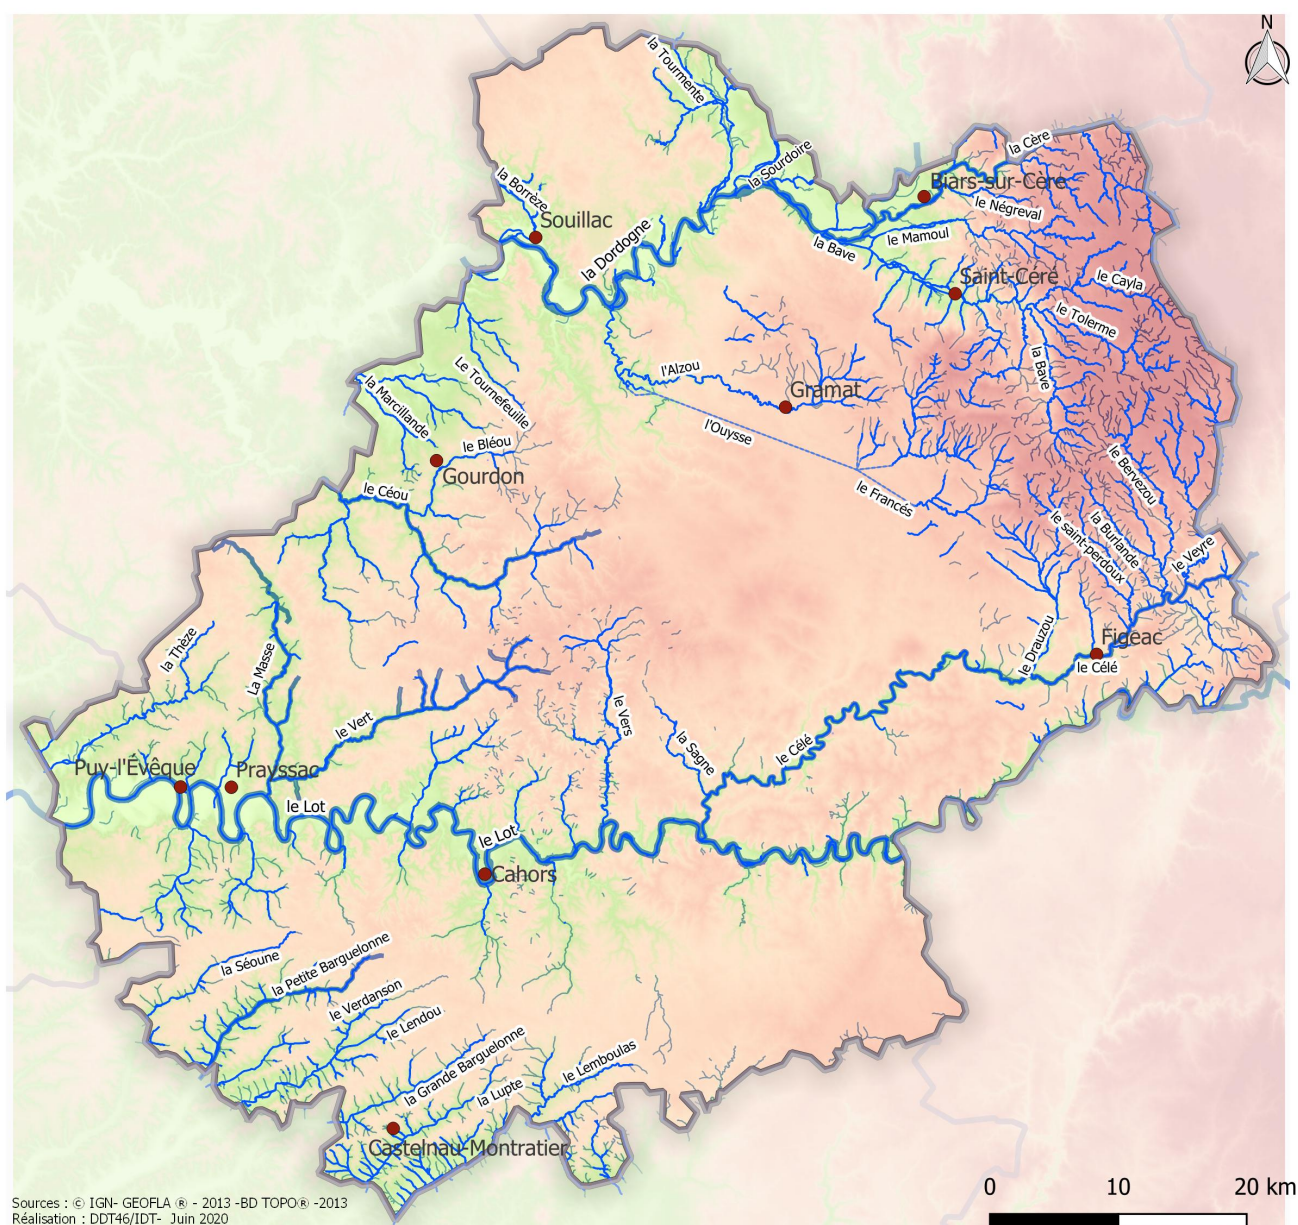 N
la Tourmente
la Cère
la Sourdoire
Biars-sur-Cère
la Borrèze
le Négreval
Souillac
la Dordogne
le Mamoul
la Bave
Saint-Céré
le Cayla
le Tolerme
la Bave
l'Alzou
Le Tournefeuille
la Marcillande
Gramat
l'Ouysse
le Bléou
Gourdon
le Bervezou
le Céou
le Francés
la Burlande
le saint-perdoux
le Veyre
la Thèze
La Masse
le Drauzou
Figeac
le Célé
le Vers
le Vert
la Sagne
le Célé
Puy-l'Évêque
Prayssac
le Lot
le Lot
Cahors
la Séoune
la Petite Barguelonne
le Verdanson
le Lendou
la Grande Barguelonne
le Lemboulas
la Lupte
Castelnau-Montratier
0 10 20 km
Sources : © IGN- GEOFLA ® - 2013 -BD TOPO® -2013
Réalisation : DDT46/IDT- Juin 2020